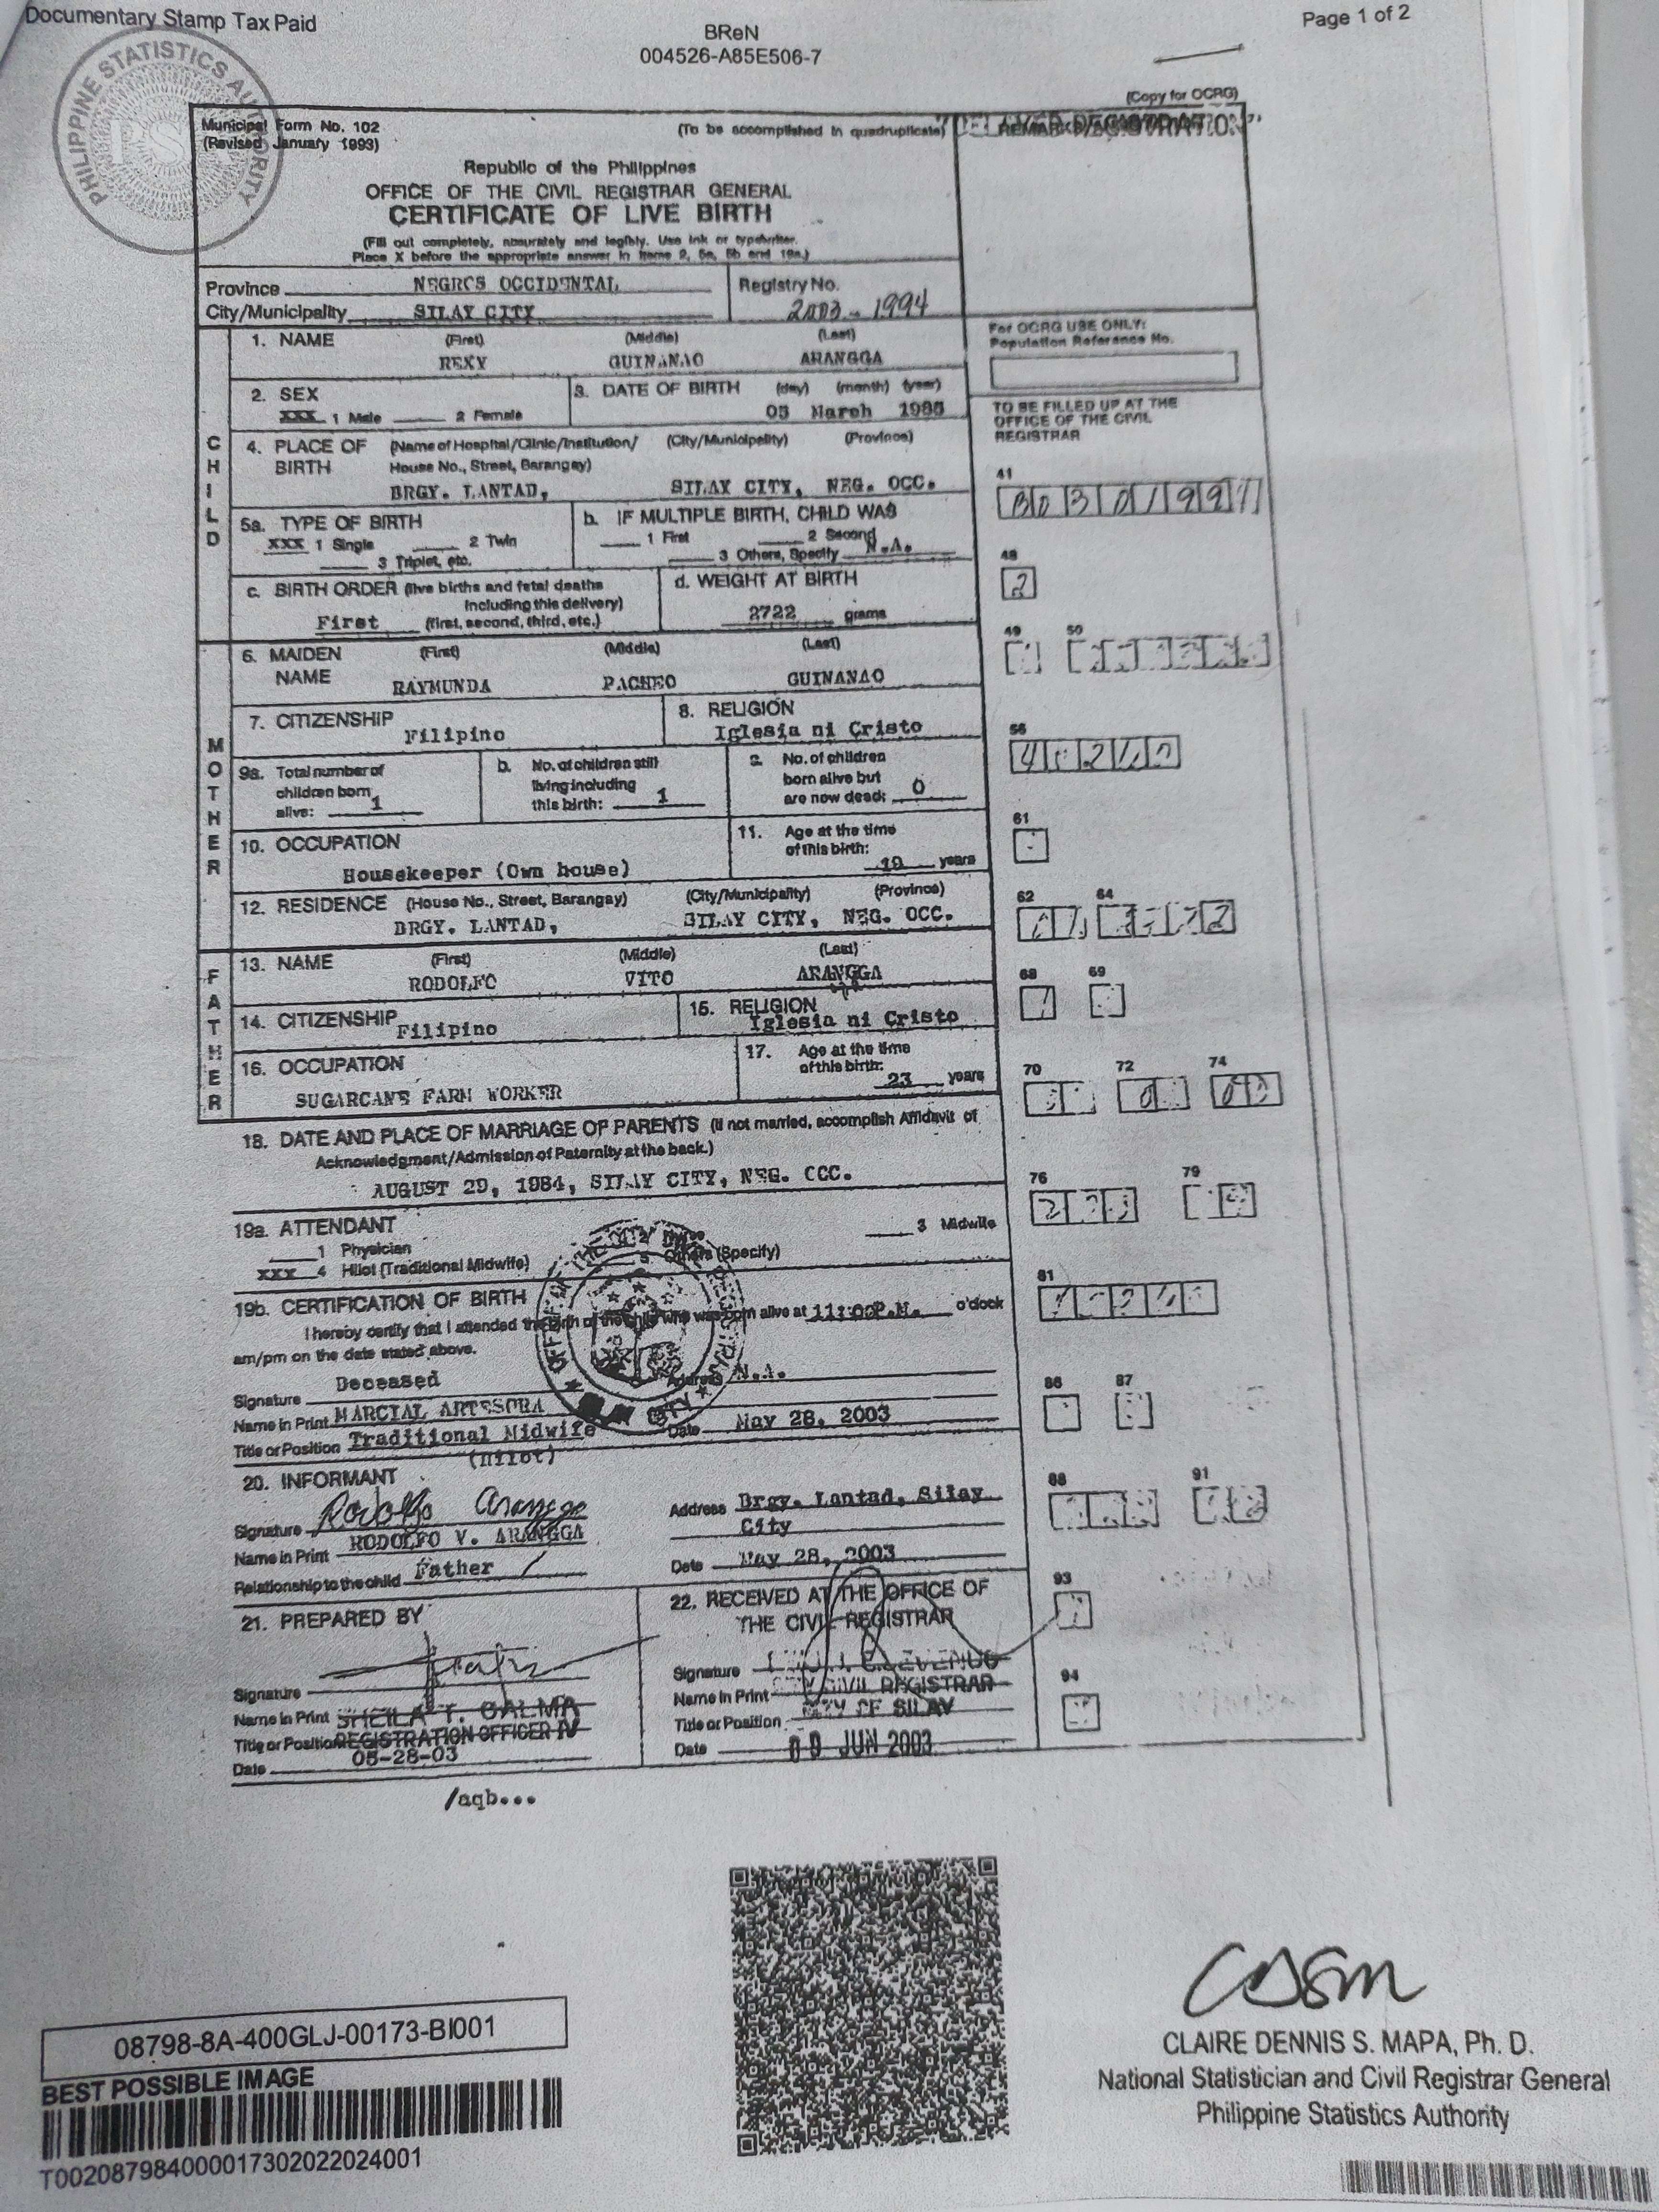 Documentary Stamp Tax Paid
BReN
004526-A85E506-7
Page 1 of 2
PHILIPPINE STATISTICS AUTHORITY
(Copy for OCRG)
Municipal Form No. 102
(Revised January 1993)
(To be accomplished in quadruplicate)
Republic of the Philippines
OFFICE OF THE CIVIL REGISTRAR GENERAL
CERTIFICATE OF LIVE BIRTH
(Fill out completely, accurately and legibly. Use ink or typewriter.
Place X before the appropriate answer in items 2, 5a, 5b and 19a.)
Province NEGROS OCCIDENTAL
City/Municipality SILAY CITY
Registry No.
2003-1994
For OCRG USE ONLY:
Population Reference No.
TO BE FILLED UP AT THE
OFFICE OF THE CIVIL
REGISTRAR
CHILD
1. NAME (First) (Middle) (Last)
REXY GUINANAO ARANGGA
2. SEX
XXX 1 Male 2 Female
3. DATE OF BIRTH (day) (month) (year)
05 March 1985
4. PLACE OF BIRTH (Name of Hospital/Clinic/Institution/ (City/Municipality) (Province)
House No., Street, Barangay)
BRGY. LANTAD, SILAY CITY, NEG. OCC.
5a. TYPE OF BIRTH
XXX 1 Single 2 Twin
3 Triplet, etc.
b. IF MULTIPLE BIRTH, CHILD WAS
1 First 2 Second
3 Others, Specify N.A.
c. BIRTH ORDER (live births and fetal deaths
including this delivery)
First (first, second, third, etc.)
d. WEIGHT AT BIRTH
2722 grams
MOTHER
6. MAIDEN NAME (First) (Middle) (Last)
RAYMUNDA PACHEO GUINANAO
7. CITIZENSHIP
Filipino
8. RELIGION
Iglesia ni Cristo
9a. Total number of
children born
alive: 1
b. No. of children still
living including
this birth: 1
c. No. of children
born alive but
are now dead: 0
10. OCCUPATION
Housekeeper (Own house)
11. Age at the time
of this birth:
19 years
12. RESIDENCE (House No., Street, Barangay) (City/Municipality) (Province)
BRGY. LANTAD, SILAY CITY, NEG. OCC.
FATHER
13. NAME (First) (Middle) (Last)
RODOLFO VITO ARANGGA
14. CITIZENSHIP Filipino
15. RELIGION
Iglesia ni Cristo
16. OCCUPATION
SUGARCANE FARM WORKER
17. Age at the time
of this birth:
23 years
18. DATE AND PLACE OF MARRIAGE OF PARENTS (If not married, accomplish Affidavit of
Acknowledgment/Admission of Paternity at the back.)
AUGUST 29, 1984, SILAY CITY, NEG. OCC.
19a. ATTENDANT
1 Physician Nurse 3 Midwife
XXX 4 Hilot (Traditional Midwife) 5 Others (Specify)
19b. CERTIFICATION OF BIRTH
I hereby certify that I attended the birth of the child who was born alive at 11:00P.M. o'clock
am/pm on the date stated above.
Signature Deceased
Address N.A.
Name in Print MARCIAL ARTESORA
Title or Position Traditional Midwife
(hilot)
Date May 28, 2003
20. INFORMANT
Signature Rodolfo Arangga
Name in Print RODOLFO V. ARANGGA
Relationship to the child Father
Address Brgy. Lantad, Silay
City
Date May 28, 2003
21. PREPARED BY
Signature
Name in Print SHEILA T. GALMA
Title or Position REGISTRATION OFFICER IV
Date 05-28-03
22. RECEIVED AT THE OFFICE OF
THE CIVIL REGISTRAR
Signature
Name in Print CIVIL REGISTRAR
Title or Position CITY OF SILAY
Date JUN 2003
41
48
2
49 50
56
61
62 64
68 69
70 72 74
76 79
81
86 87
88 91
93
94
/aqb...
08798-8A-400GLJ-00173-BI001
BEST POSSIBLE IMAGE
T002087984000017302022024001
CLAIRE DENNIS S. MAPA, Ph. D.
National Statistician and Civil Registrar General
Philippine Statistics Authority